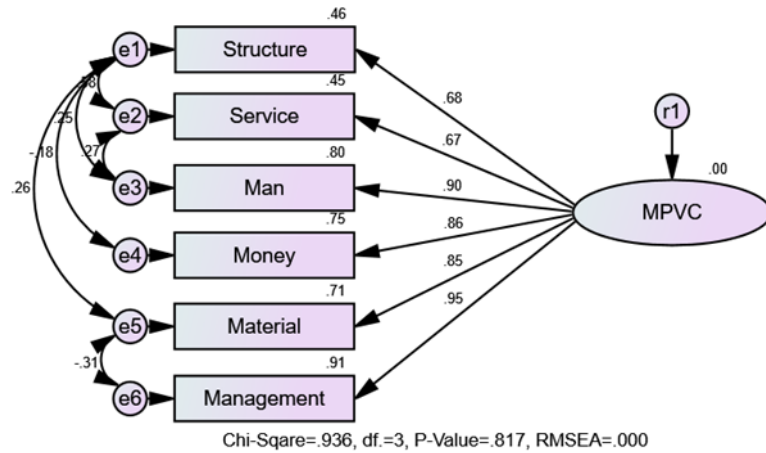 .46
e1 Structure
.68
.45
r1
e2 Service
.67
.25
.00
-.18
.27
.80
.90
.26
e3 Man
MPVC
.75
.86
e4 Money
.85
.71
e5 Material
.95
-.31
.91
e6 Management
Chi-Sqare=.936, df.=3, P-Value=.817, RMSEA=.000